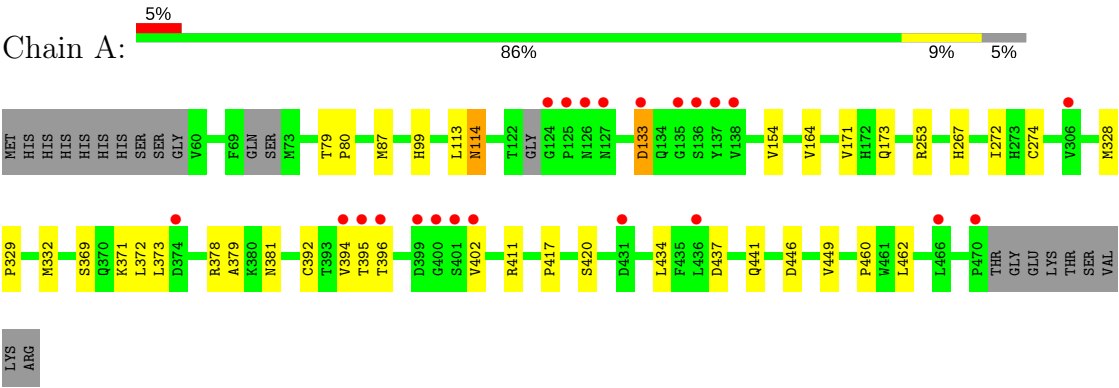 5%
Chain A:
86%
9%
5%
MET HIS HIS HIS HIS HIS HIS SER SER GLY V60 F69 GLN SER M73 T79 P80 M87 H99 L113 N114 T122 GLY G124 P125 N126 N127 D133 Q134 G135 S136 Y137 V138 V154 V164 V171 H172 Q173 R253 H267 I272 H273 C274 V306 M328
P329 M332 S369 Q370 K371 L372 L373 D374 R378 A379 K380 N381 C392 T393 V394 T395 T396 D399 G400 S401 V402 R411 P417 S420 D431 L434 F435 L436 D437 Q441 D446 V449 P460 W461 L462 L466 P470 THR GLY GLU LYS THR SER VAL
LYS ARG